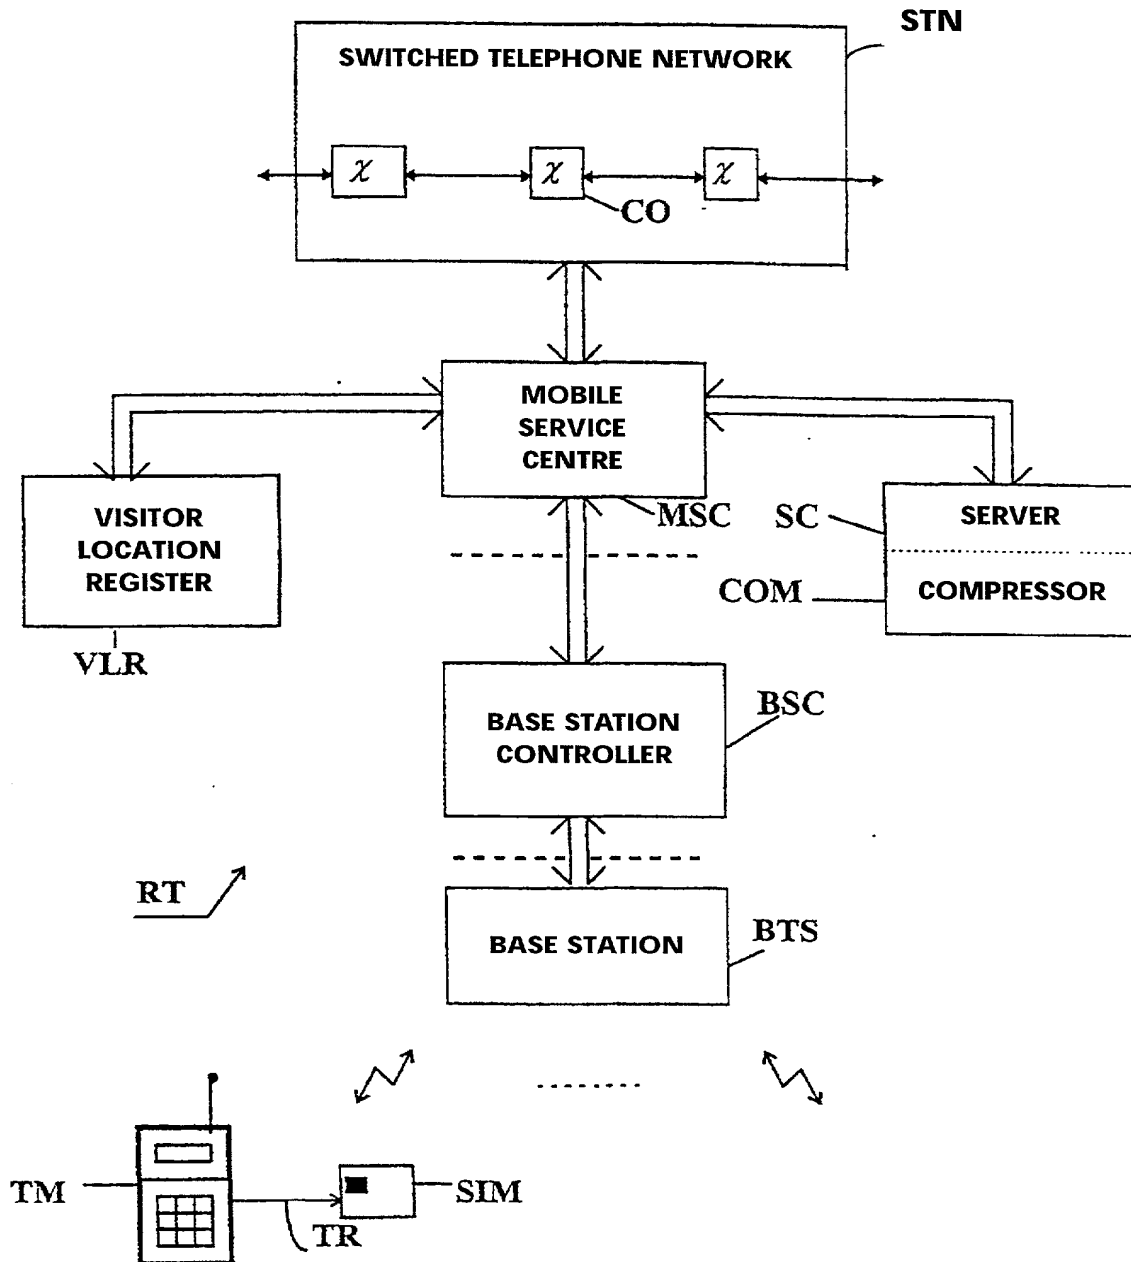 STN
SWITCHED TELEPHONE NETWORK
χ χ χ
CO
MOBILE
SERVICE
CENTRE
MSC
VISITOR
LOCATION
REGISTER
VLR
SC
SERVER
COM
COMPRESSOR
BASE STATION
CONTROLLER
BSC
RT
BASE STATION
BTS
TM
TR
SIM